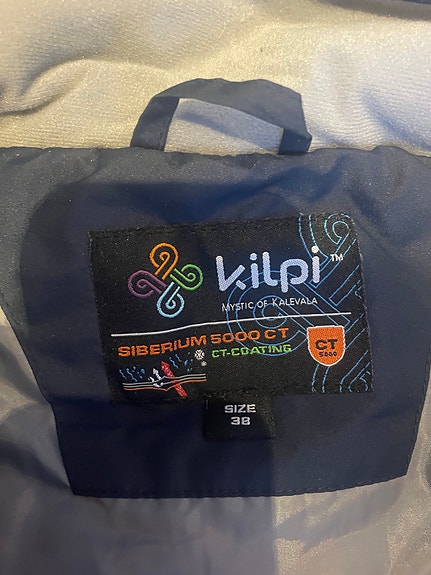 kilpi™
MYSTIC OF KALEVALA
SIBERIUM 5000 CT
CT-COATING
CT
5000
SIZE
38